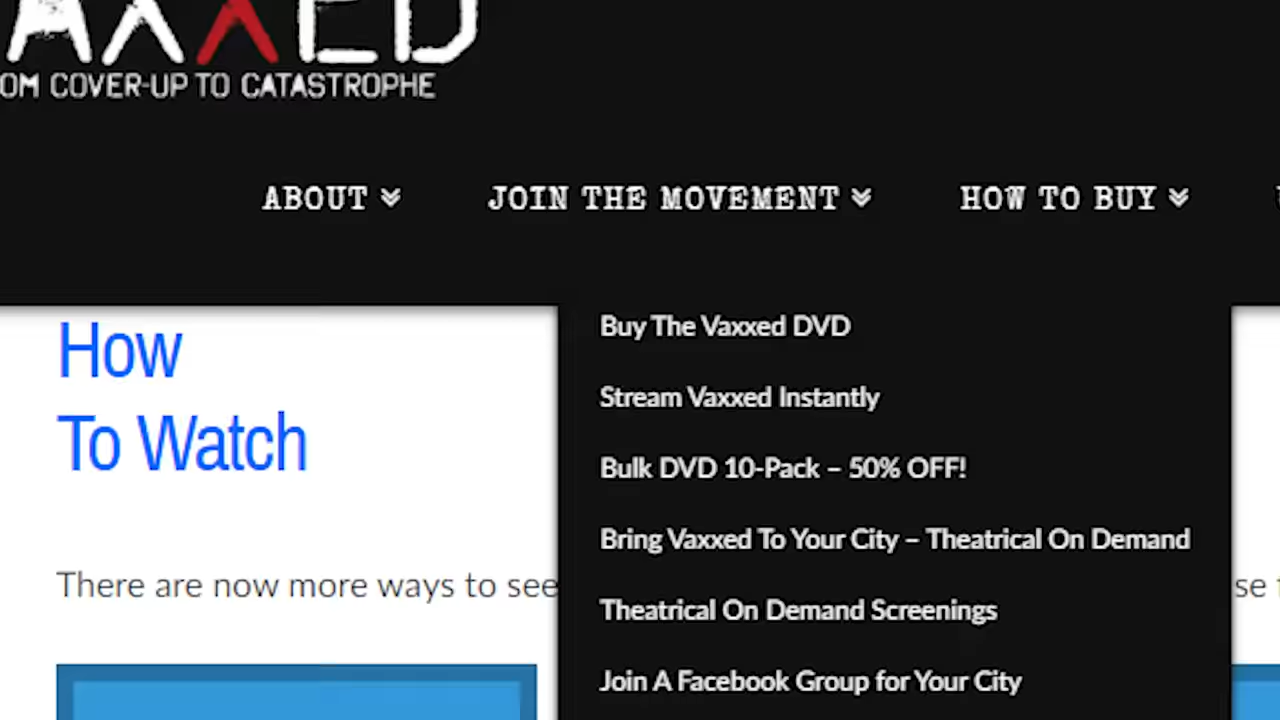 AXXED
OM COVER-UP TO CATASTROPHE
ABOUT
JOIN THE MOVEMENT
HOW TO BUY
How
To Watch
Buy The Vaxxed DVD
Stream Vaxxed Instantly
Bulk DVD 10-Pack – 50% OFF!
Bring Vaxxed To Your City – Theatrical On Demand
There are now more ways to see
se
Theatrical On Demand Screenings
Join A Facebook Group for Your City